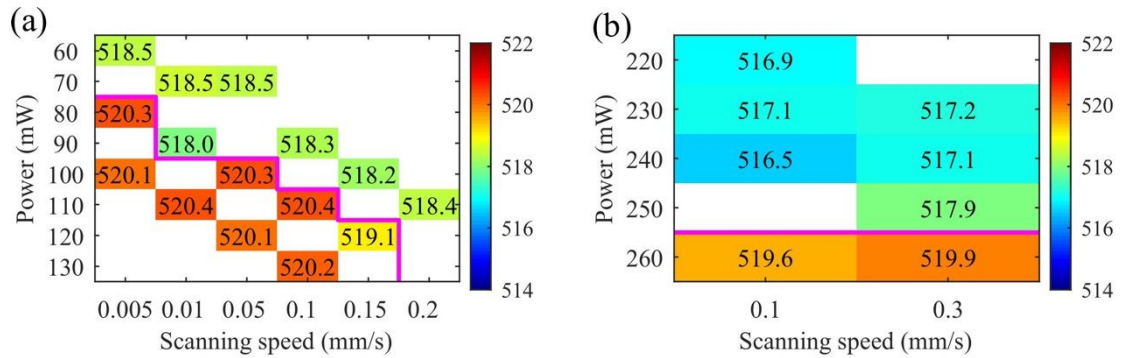 (a)
Power (mW)
60 518.5
70 518.5 518.5
80 520.3
90 518.0 518.3
100 520.1 520.3 518.2
110 520.4 520.4 518.4
120 520.1 519.1
130 520.2
0.005 0.01 0.05 0.1 0.15 0.2
Scanning speed (mm/s)
522
520
518
516
514
(b)
Power (mW)
220 516.9
230 517.1 517.2
240 516.5 517.1
250 517.9
260 519.6 519.9
0.1 0.3
Scanning speed (mm/s)
522
520
518
516
514